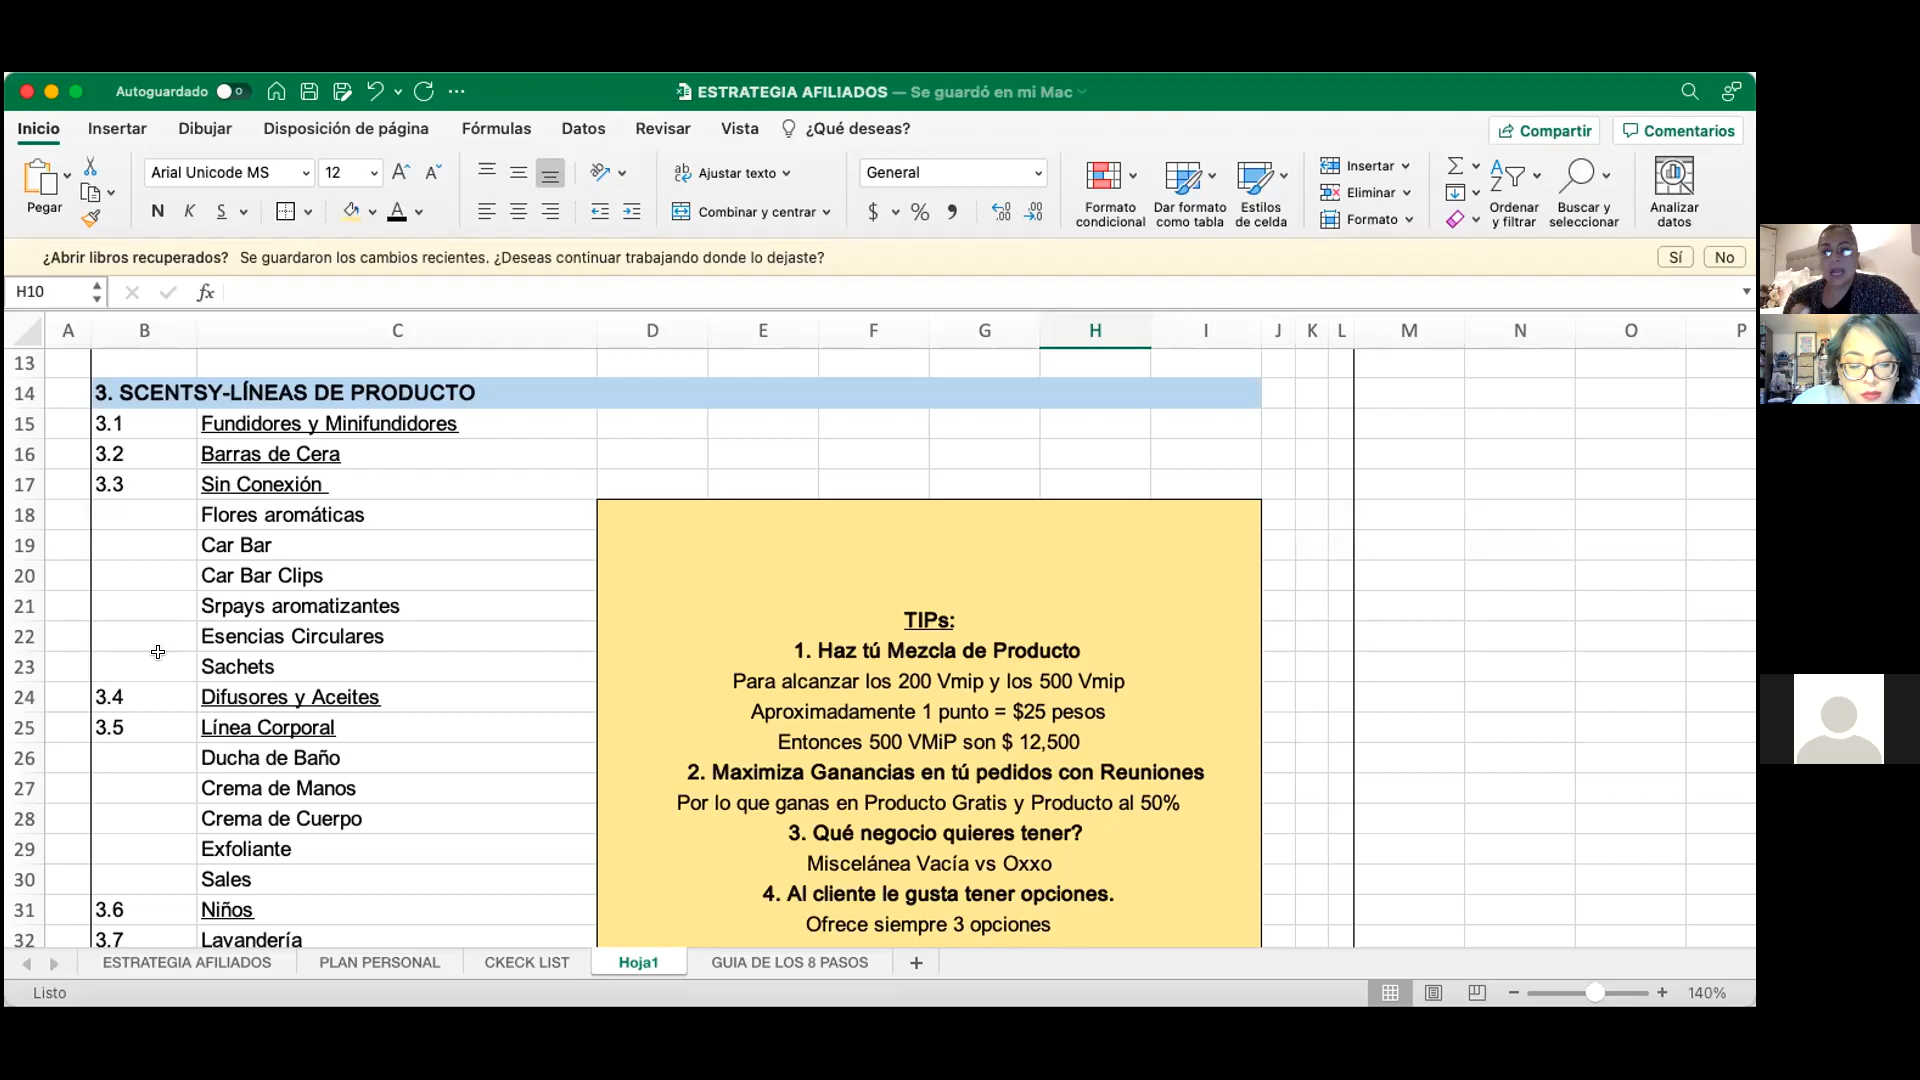 Autoguardado
ESTRATEGIA AFILIADOS — Se guardó en mi Mac
Inicio Insertar Dibujar Disposición de página Fórmulas Datos Revisar Vista ¿Qué deseas? Compartir Comentarios
Pegar
Arial Unicode MS 12
N K S
Ajustar texto
Combinar y centrar
General
$ %
Formato condicional
Dar formato como tabla
Estilos de celda
Insertar
Eliminar
Formato
Ordenar y filtrar
Buscar y seleccionar
Analizar datos
¿Abrir libros recuperados? Se guardaron los cambios recientes. ¿Deseas continuar trabajando donde lo dejaste? Sí No
H10 fx
A B C D E F G H I J K L M N O P
13
14 3. SCENTSY-LÍNEAS DE PRODUCTO
15 3.1 Fundidores y Minifundidores
16 3.2 Barras de Cera
17 3.3 Sin Conexión
18 Flores aromáticas
19 Car Bar
20 Car Bar Clips
21 Srpays aromatizantes
22 Esencias Circulares
23 Sachets
24 3.4 Difusores y Aceites
25 3.5 Línea Corporal
26 Ducha de Baño
27 Crema de Manos
28 Crema de Cuerpo
29 Exfoliante
30 Sales
31 3.6 Niños
32 3.7 Lavandería
TIPs:
1. Haz tú Mezcla de Producto
Para alcanzar los 200 Vmip y los 500 Vmip
Aproximadamente 1 punto = $25 pesos
Entonces 500 VMiP son $ 12,500
2. Maximiza Ganancias en tú pedidos con Reuniones
Por lo que ganas en Producto Gratis y Producto al 50%
3. Qué negocio quieres tener?
Miscelánea Vacía vs Oxxo
4. Al cliente le gusta tener opciones.
Ofrece siempre 3 opciones
ESTRATEGIA AFILIADOS PLAN PERSONAL CKECK LIST Hoja1 GUIA DE LOS 8 PASOS
Listo 140%